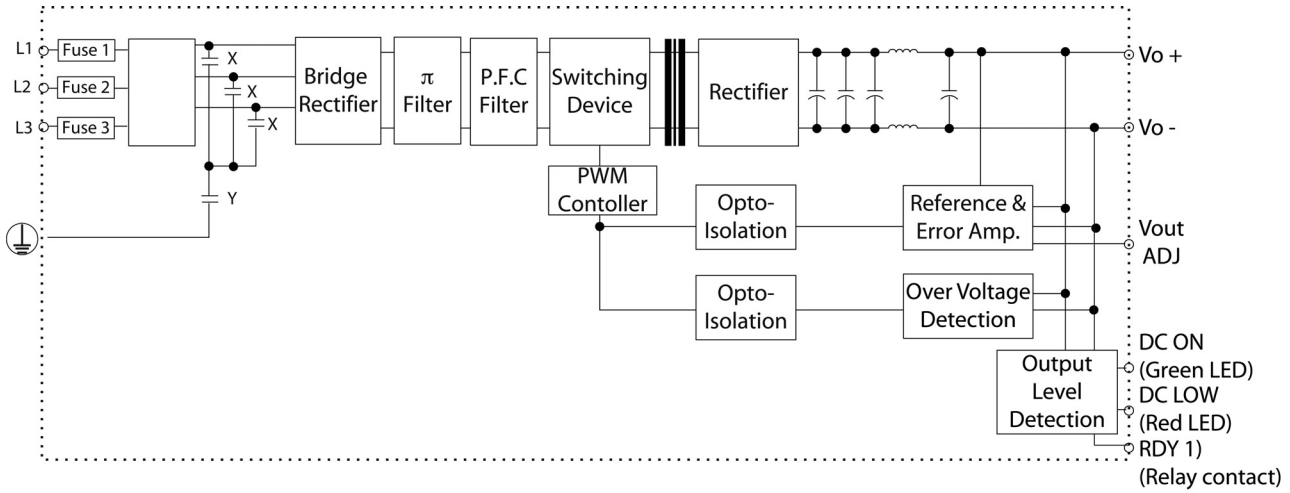 L1
Fuse 1
L2
Fuse 2
L3
Fuse 3
X
X
X
Y
Bridge
Rectifier
π
Filter
P.F.C
Filter
Switching
Device
Rectifier
Vo +
Vo -
PWM
Contoller
Opto-
Isolation
Reference &
Error Amp.
Vout
ADJ
Opto-
Isolation
Over Voltage
Detection
Output
Level
Detection
DC ON
(Green LED)
DC LOW
(Red LED)
RDY 1)
(Relay contact)